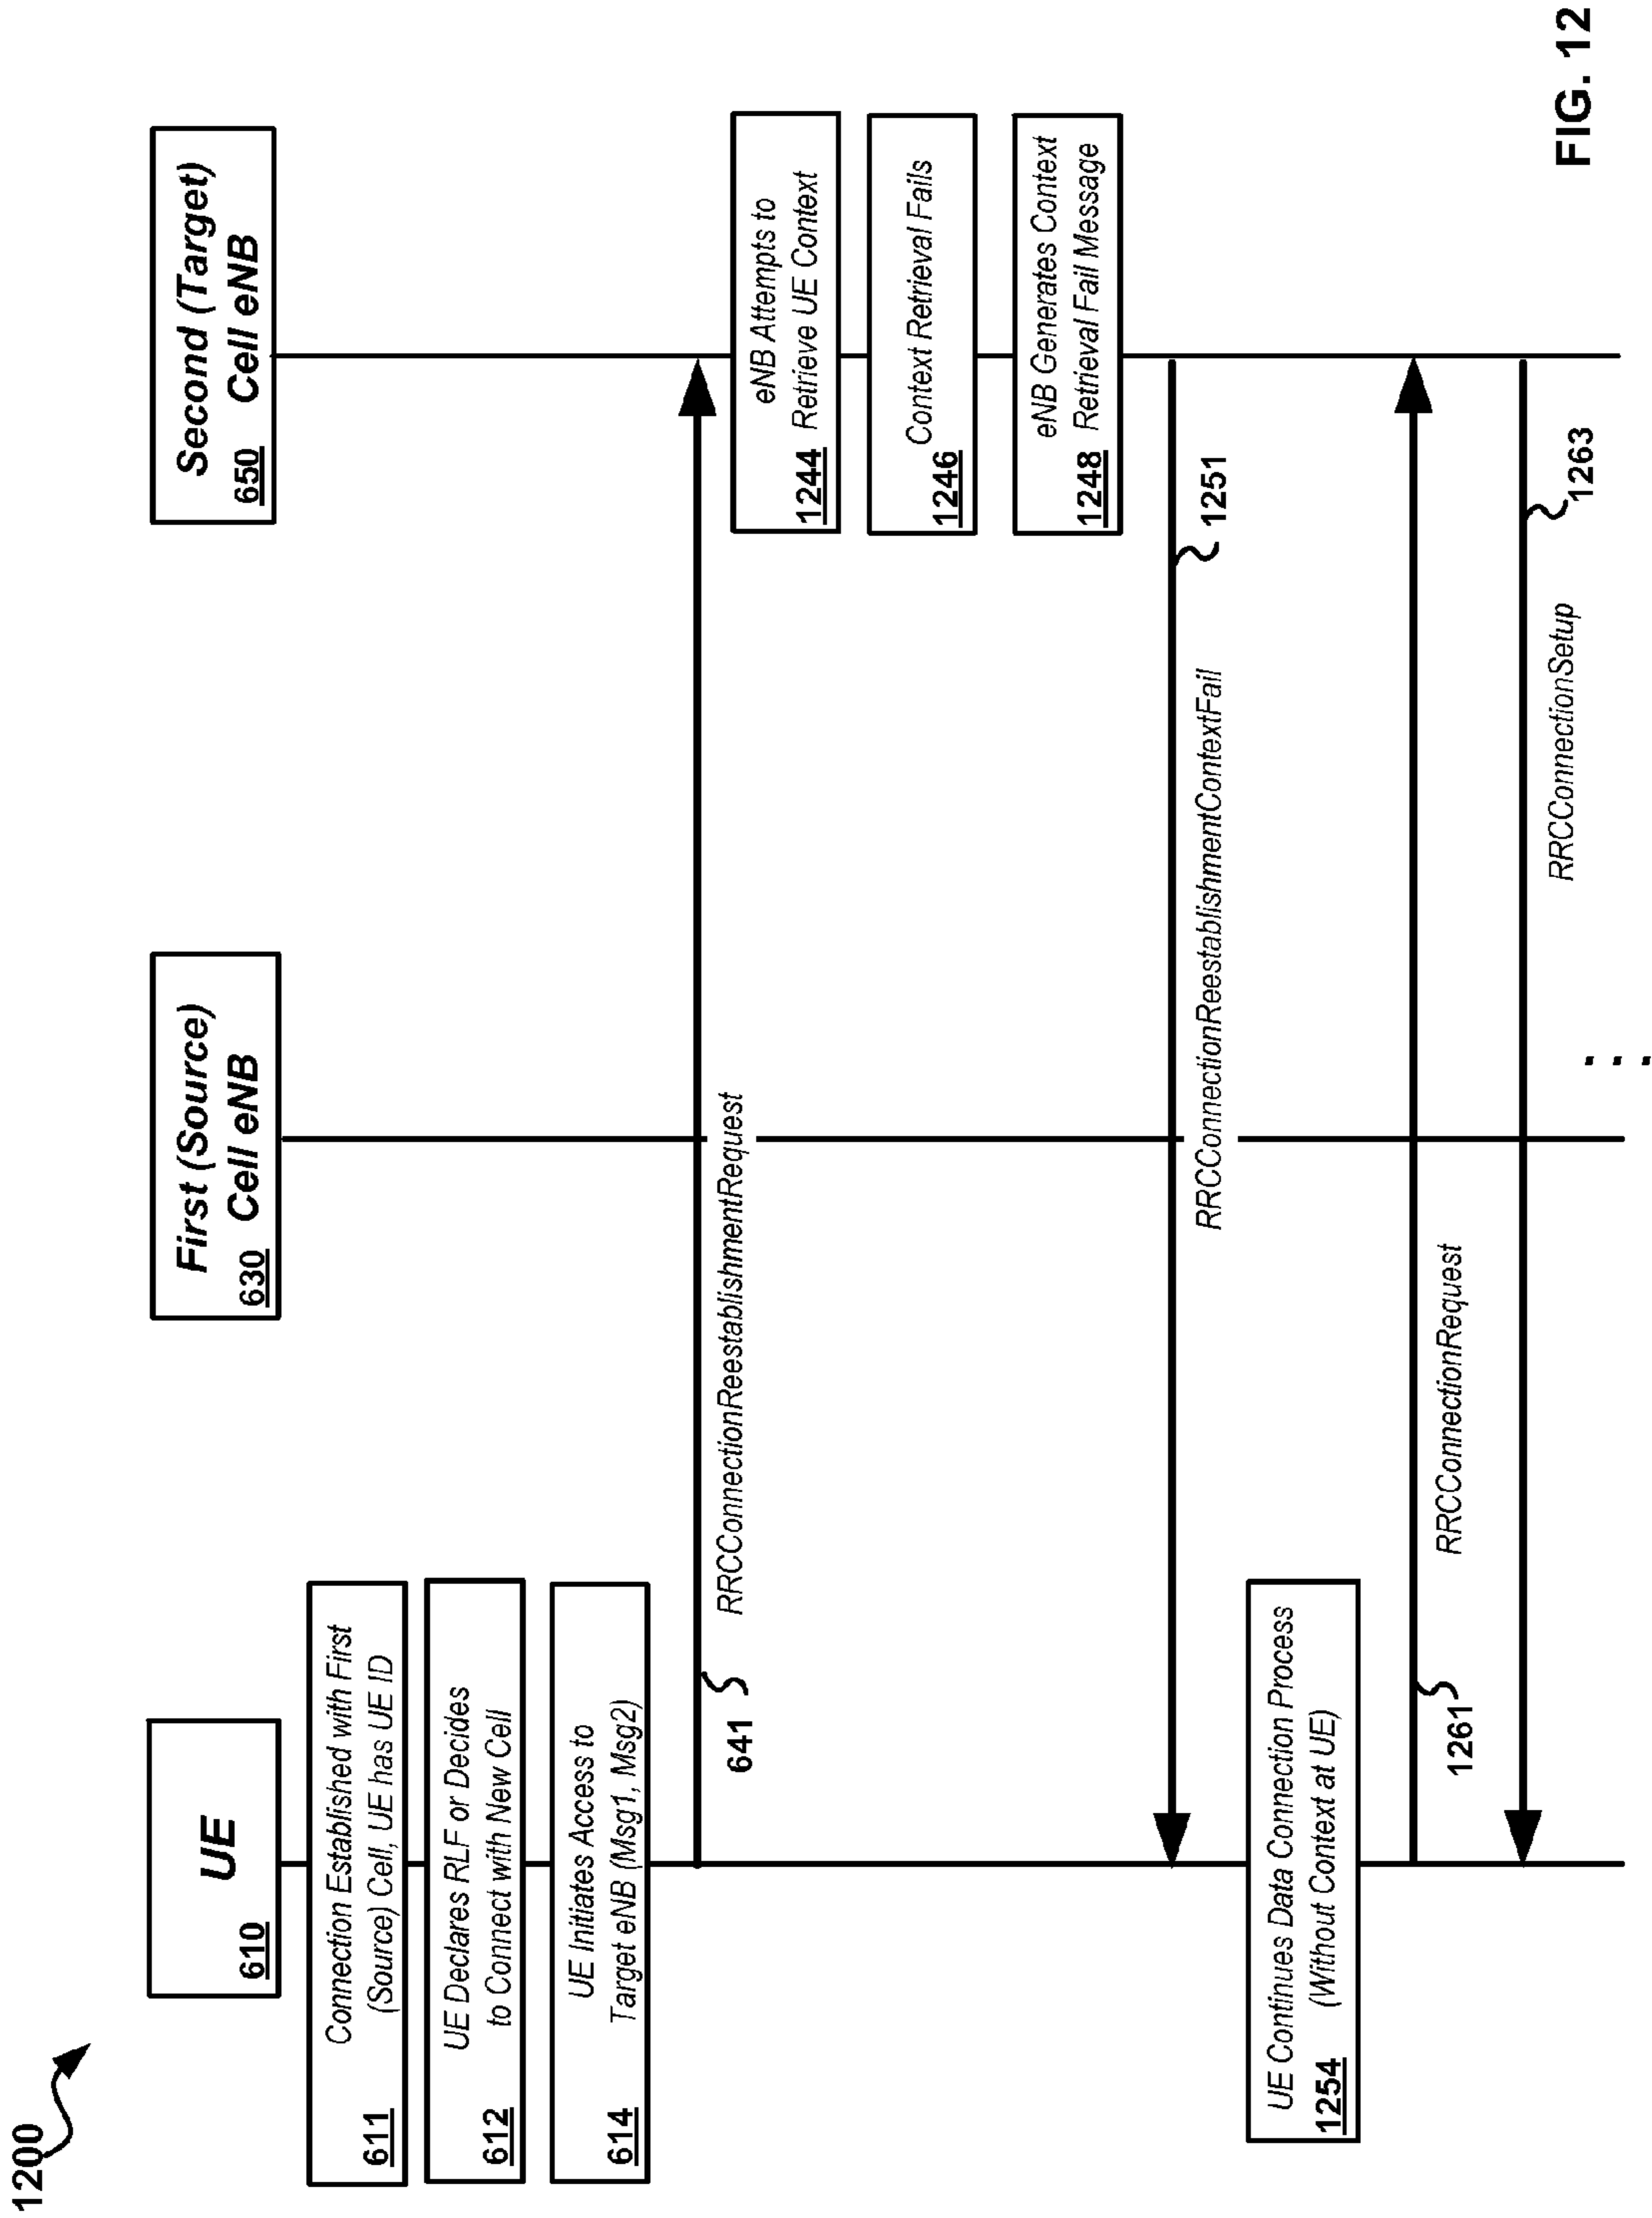 1200
UE
610
First (Source)
630 Cell eNB
Second (Target)
650 Cell eNB
Connection Established with First
611 (Source) Cell, UE has UE ID
UE Declares RLF or Decides
612 to Connect with New Cell
UE Initiates Access to
614 Target eNB (Msg1, Msg2)
641
RRCConnectionReestablishmentRequest
eNB Attempts to
1244 Retrieve UE Context
1246 Context Retrieval Fails
eNB Generates Context
1248 Retrieval Fail Message
1251
RRCConnectionReestablishmentContextFail
UE Continues Data Connection Process
1254 (Without Context at UE)
1261
RRCConnectionRequest
RRCConnectionSetup
1263
. . .
FIG. 12